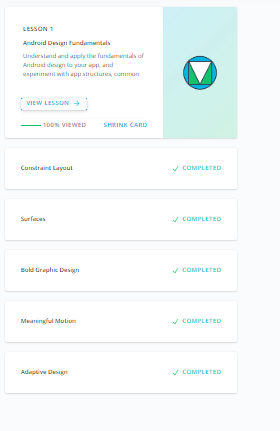 LESSON 1
Android Design Fundamentals
Understand and apply the fundamentals of
Android design to your app, and
experiment with app structures, common
VIEW LESSON →
100% VIEWED SHRINK CARD
Constraint Layout ✓ COMPLETED
Surfaces ✓ COMPLETED
Bold Graphic Design ✓ COMPLETED
Meaningful Motion ✓ COMPLETED
Adaptive Design ✓ COMPLETED